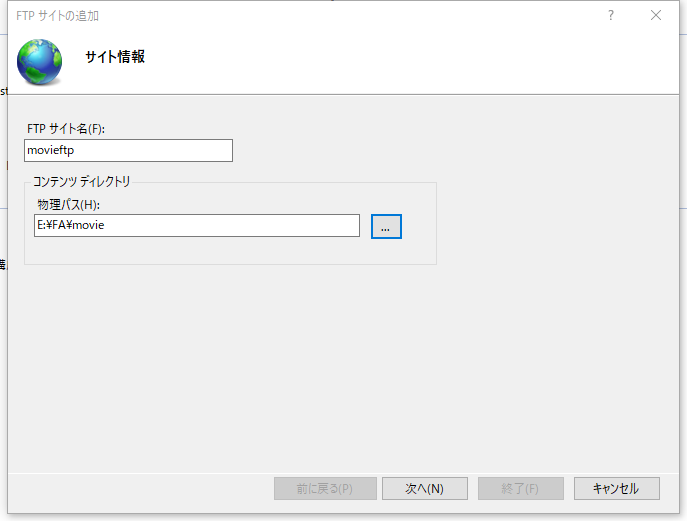 FTP サイトの追加
?
サイト情報
st
FTP サイト名(F):
movieftp
コンテンツ ディレクトリ
物理パス(H):
E:¥FA¥movie
...
前に戻る(P) 次へ(N) 終了(F) キャンセル